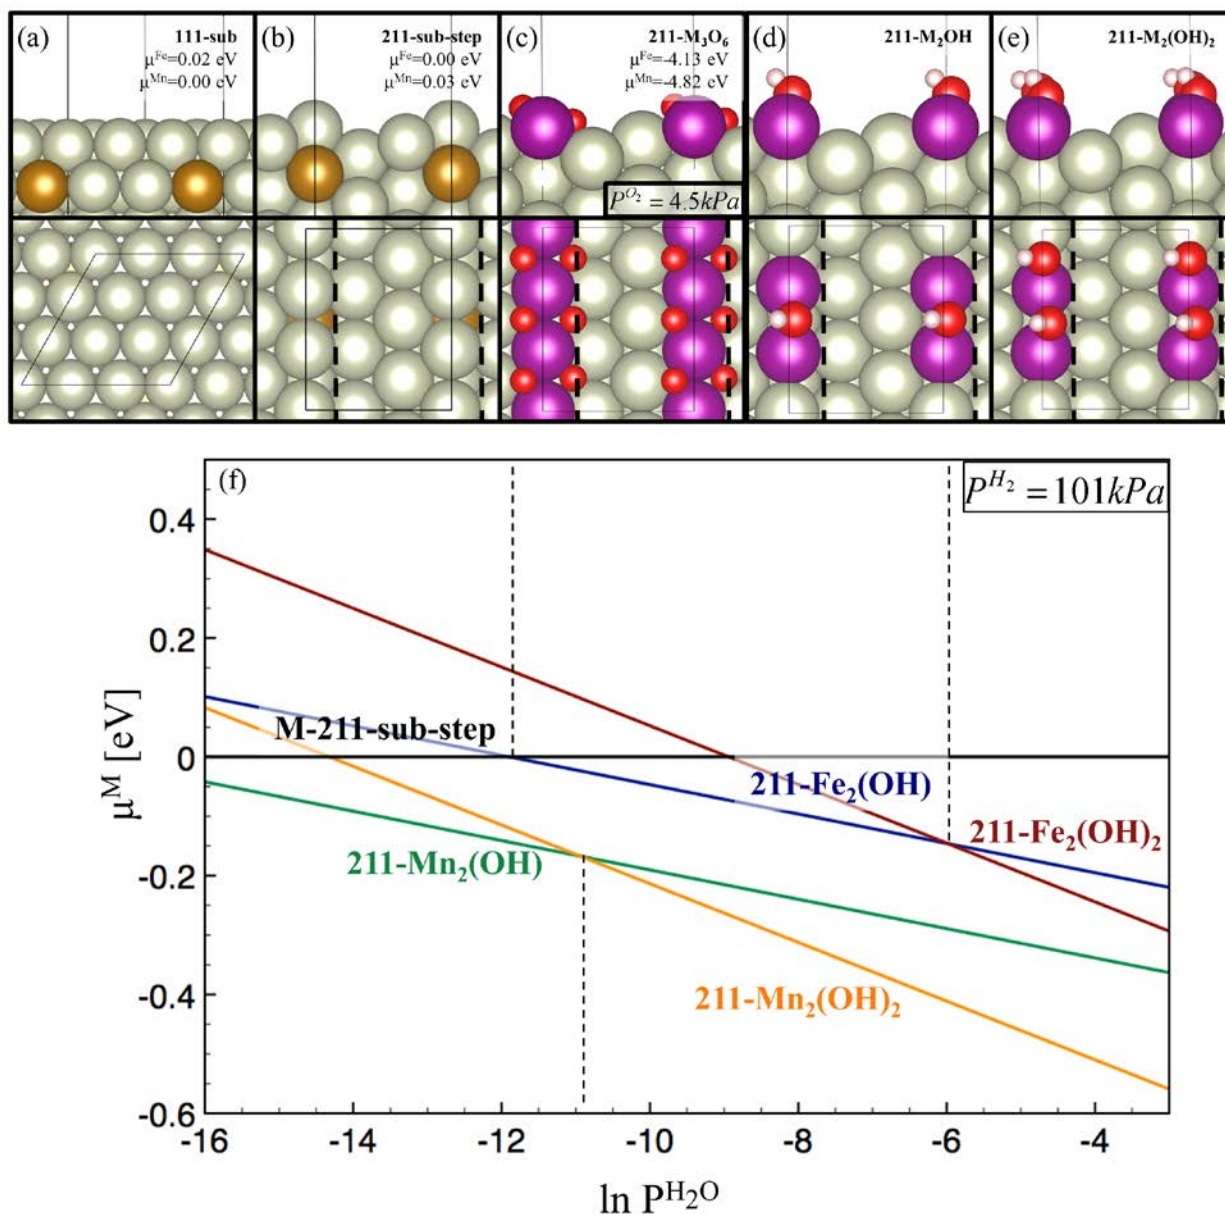 (a)
111-sub
μFe=0.02 eV
μMn=0.00 eV
(b)
211-sub-step
μFe=0.00 eV
μMn=0.03 eV
(c)
211-M₃O₆
μFe=-4.13 eV
μMn=-4.82 eV
P^O₂ = 4.5kPa
(d)
211-M₂OH
(e)
211-M₂(OH)₂
(f)
P^H₂ = 101kPa
0.4
0.2
0
-0.2
-0.4
-0.6
μ^M [eV]
M-211-sub-step
211-Fe₂(OH)
211-Fe₂(OH)₂
211-Mn₂(OH)
211-Mn₂(OH)₂
-16 -14 -12 -10 -8 -6 -4
ln P^H₂O